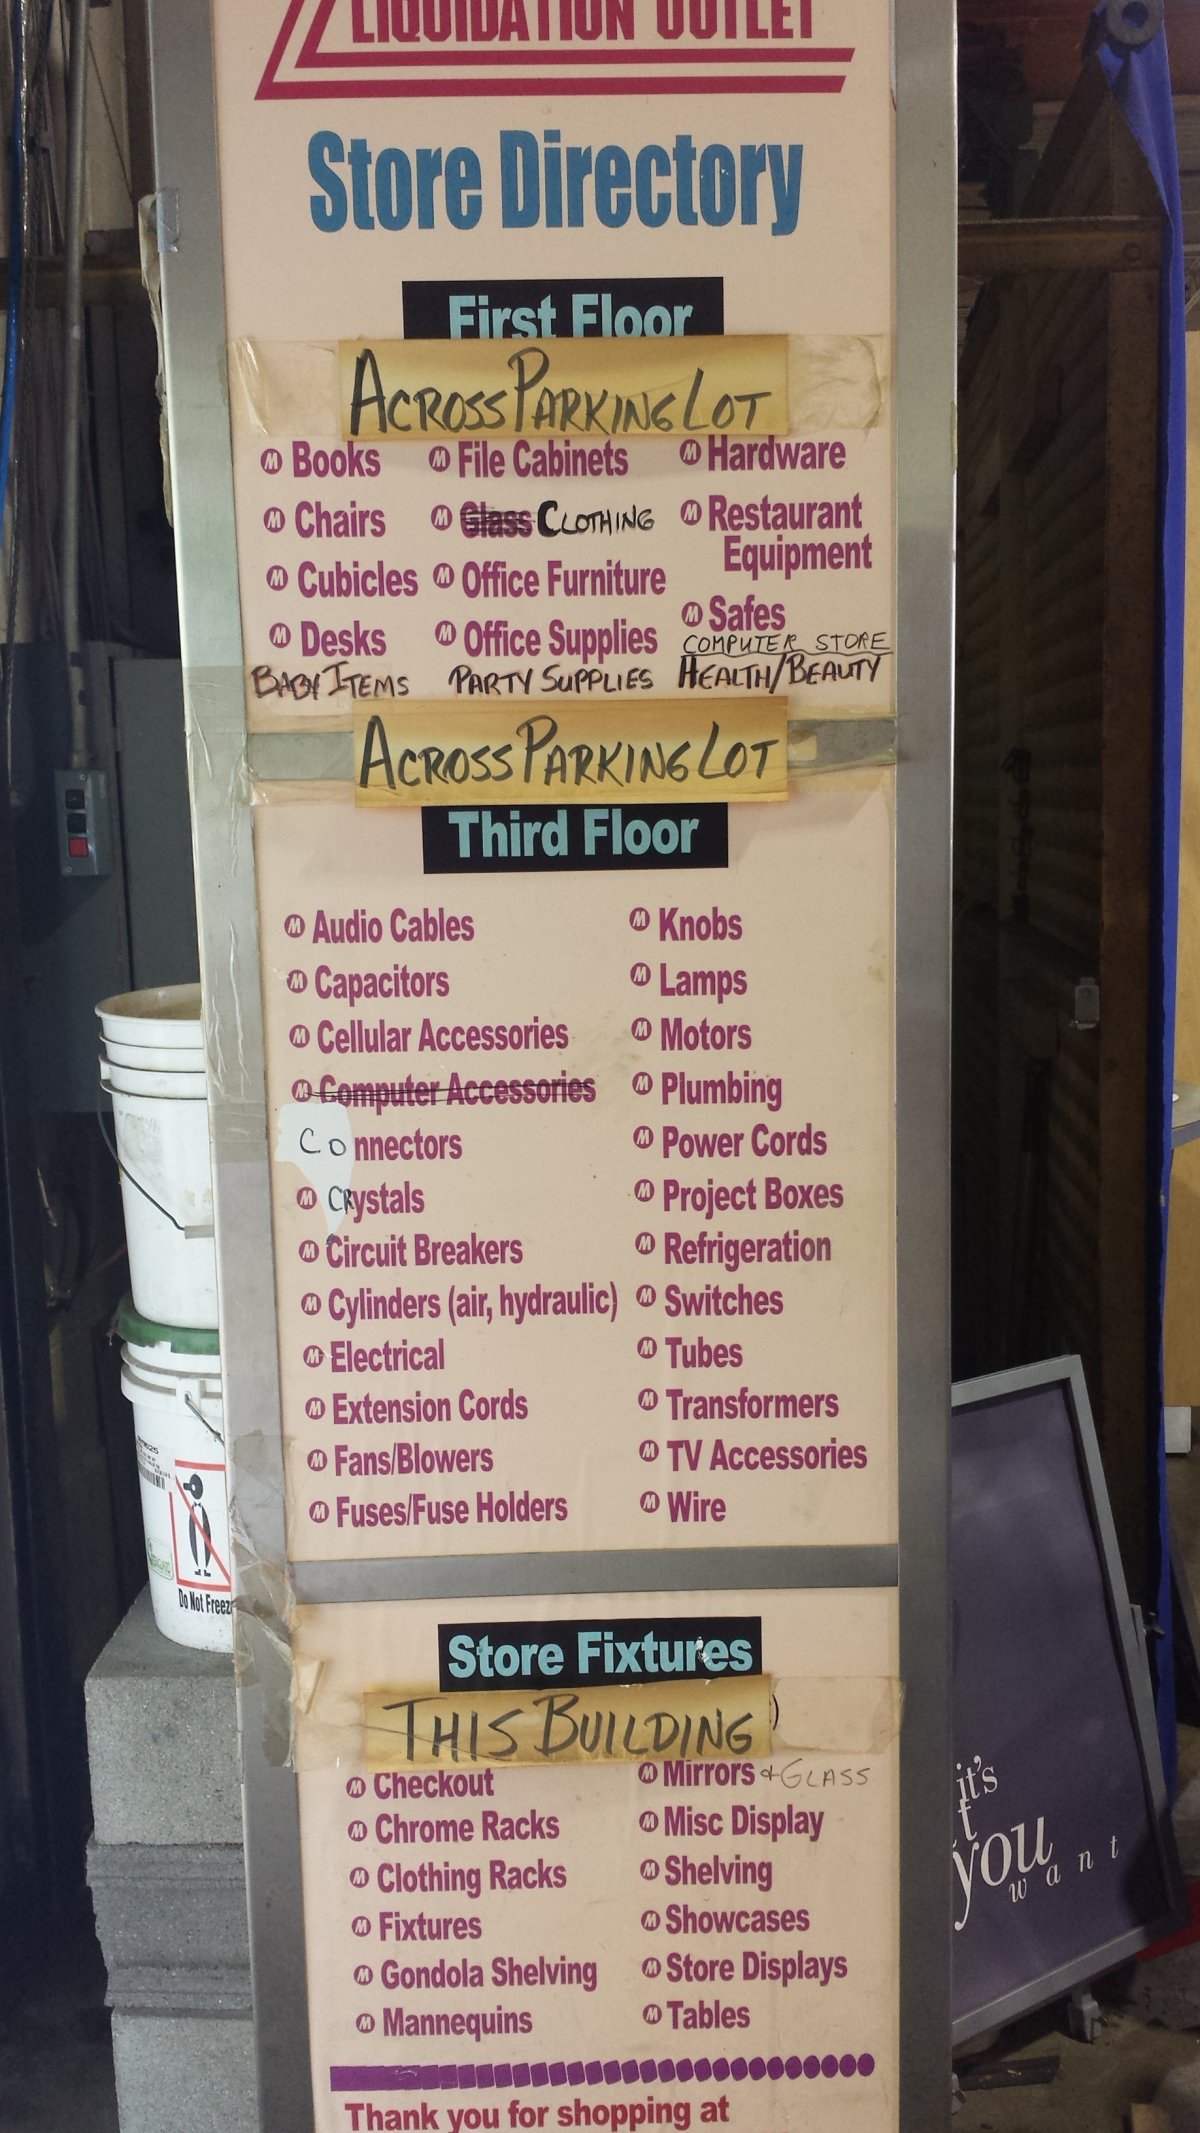 LIQUIDATION OUTLET
Store Directory
First Floor
ACROSS PARKING LOT
Books
Chairs
Cubicles
Desks
BABY ITEMS
File Cabinets
Glass CLOTHING
Office Furniture
Office Supplies
PARTY SUPPLIES
Hardware
Restaurant
Equipment
Safes
COMPUTER STORE
HEALTH/BEAUTY
ACROSS PARKING LOT
Third Floor
Audio Cables
Capacitors
Cellular Accessories
Computer Accessories
Connectors
CRystals
Circuit Breakers
Cylinders (air, hydraulic)
Electrical
Extension Cords
Fans/Blowers
Fuses/Fuse Holders
Knobs
Lamps
Motors
Plumbing
Power Cords
Project Boxes
Refrigeration
Switches
Tubes
Transformers
TV Accessories
Wire
Store Fixtures
THIS BUILDING )
Checkout
Chrome Racks
Clothing Racks
Fixtures
Gondola Shelving
Mannequins
Mirrors & GLASS
Misc Display
Shelving
Showcases
Store Displays
Tables
Thank you for shopping at
Do Not Freeze
it's
you
want